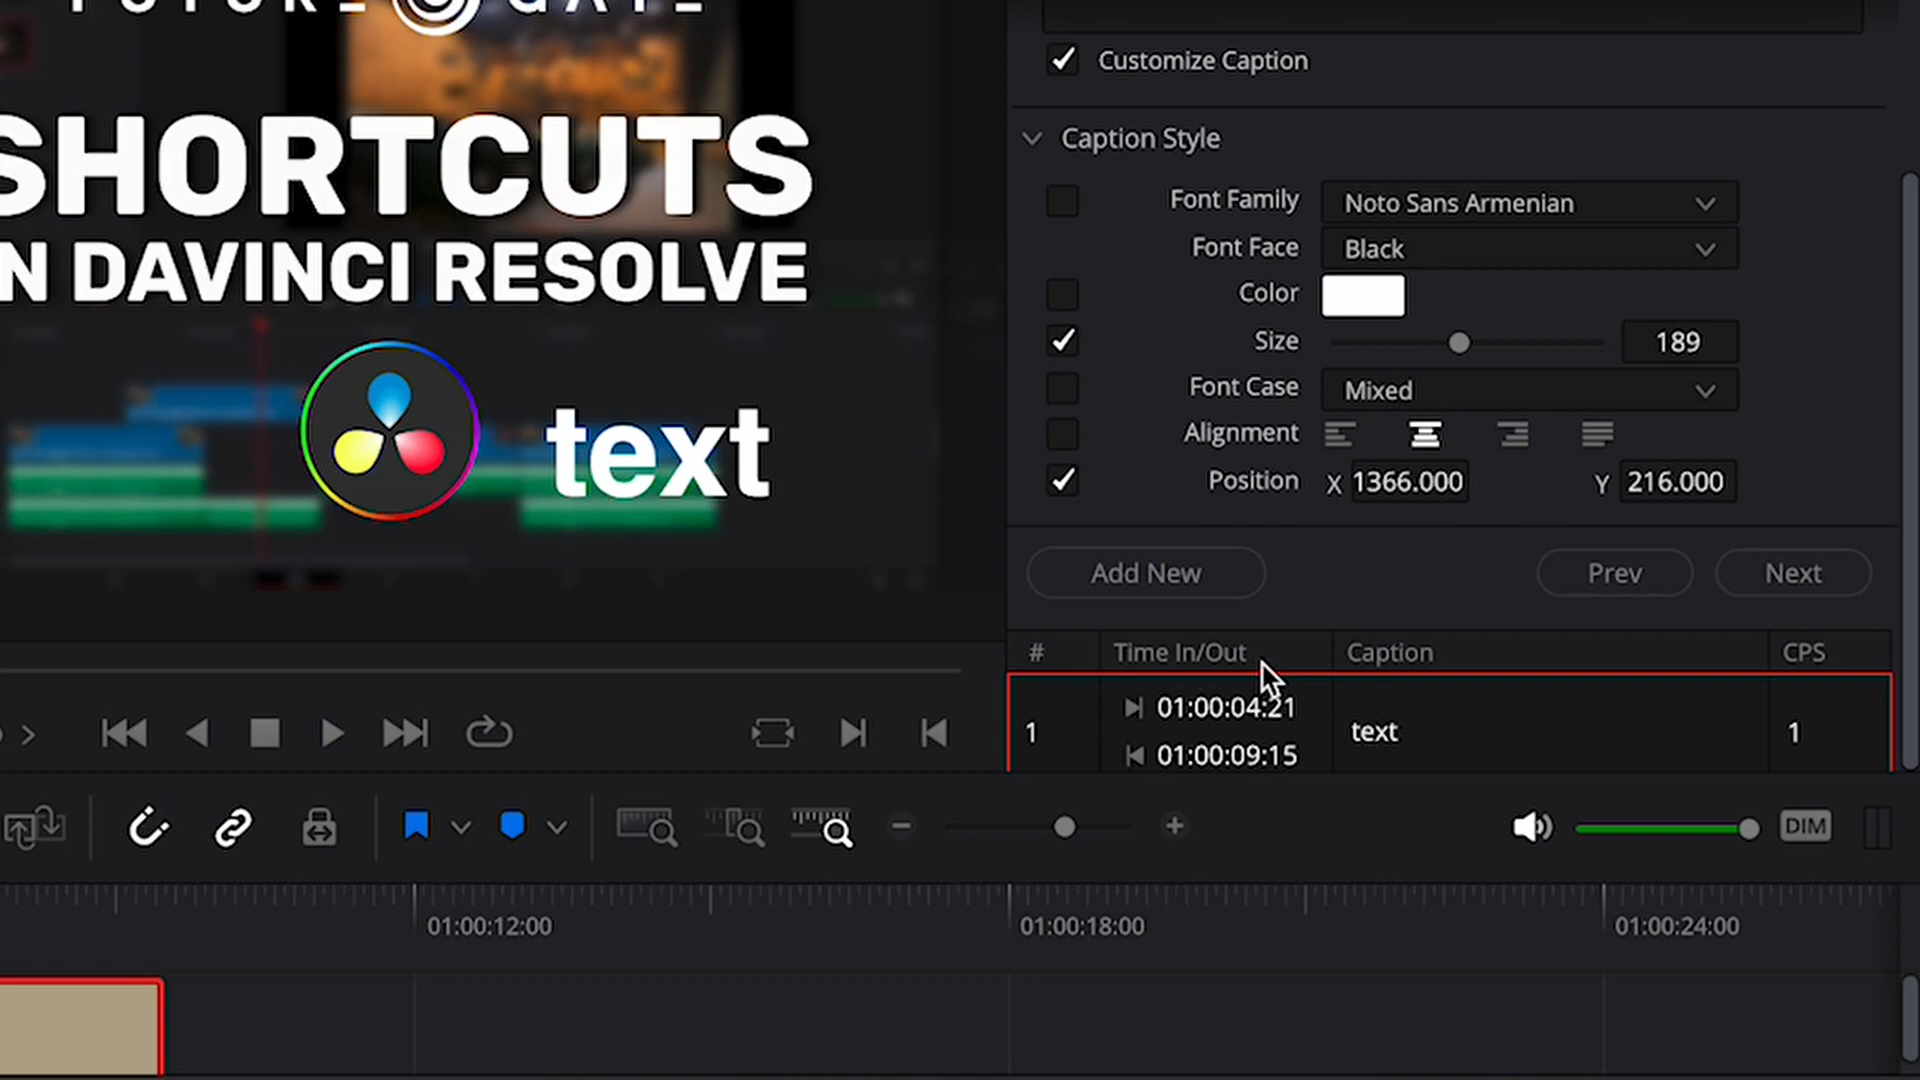 FUTURE GATE
SHORTCUTS
N DAVINCI RESOLVE
text
Customize Caption
Caption Style
Font Family
Noto Sans Armenian
Font Face
Black
Color
Size
189
Font Case
Mixed
Alignment
Position
X 1366.000
Y 216.000
Add New
Prev
Next
# Time In/Out Caption CPS
01:00:04:21
1 text 1
01:00:09:15
DIM
01:00:12:00
01:00:18:00
01:00:24:00